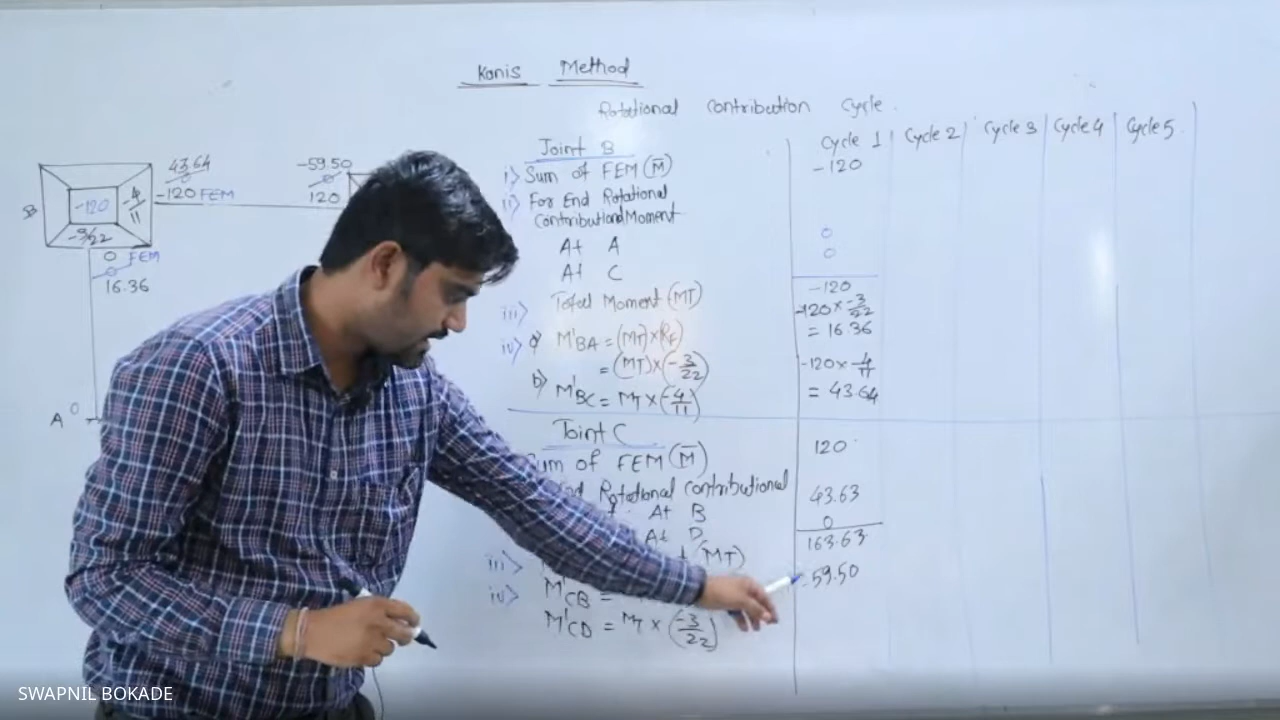 Kanis Method
Rotational Contribution Cycle.
Cycle 1 Cycle 2 Cycle 3 Cycle 4 Cycle 5
Joint B
i) Sum of FEM (M̅) -120
ii) For End Rotational
Contributional Moment
At A 0
At C 0
iii) Total Moment (MT) -120
iv) a) M'BA = (MT) x (RF) -120 x -3/22
= (MT) x (-3/22) = 16.36
b) M'BC = MT x (-4/11) -120 x -4/11
= 43.64
Joint C
Sum of FEM (M̅) 120
End Rotational Contributional
At B 43.63
At D 0
iii) (MT) 163.63
iv) M'CB = -59.50
M'CD = MT x (-3/22)
43.64 -59.50
0
-120 FEM 120
B -120 -4/11
-3/22
0 FEM
0
16.36
A 0
SWAPNIL BOKADE